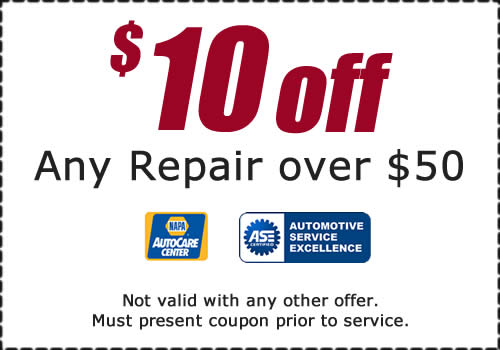 $10 off
Any Repair over $50
NAPA
AUTOCARE
CENTER
ASE
CERTIFIED
AUTOMOTIVE
SERVICE
EXCELLENCE
Not valid with any other offer.
Must present coupon prior to service.